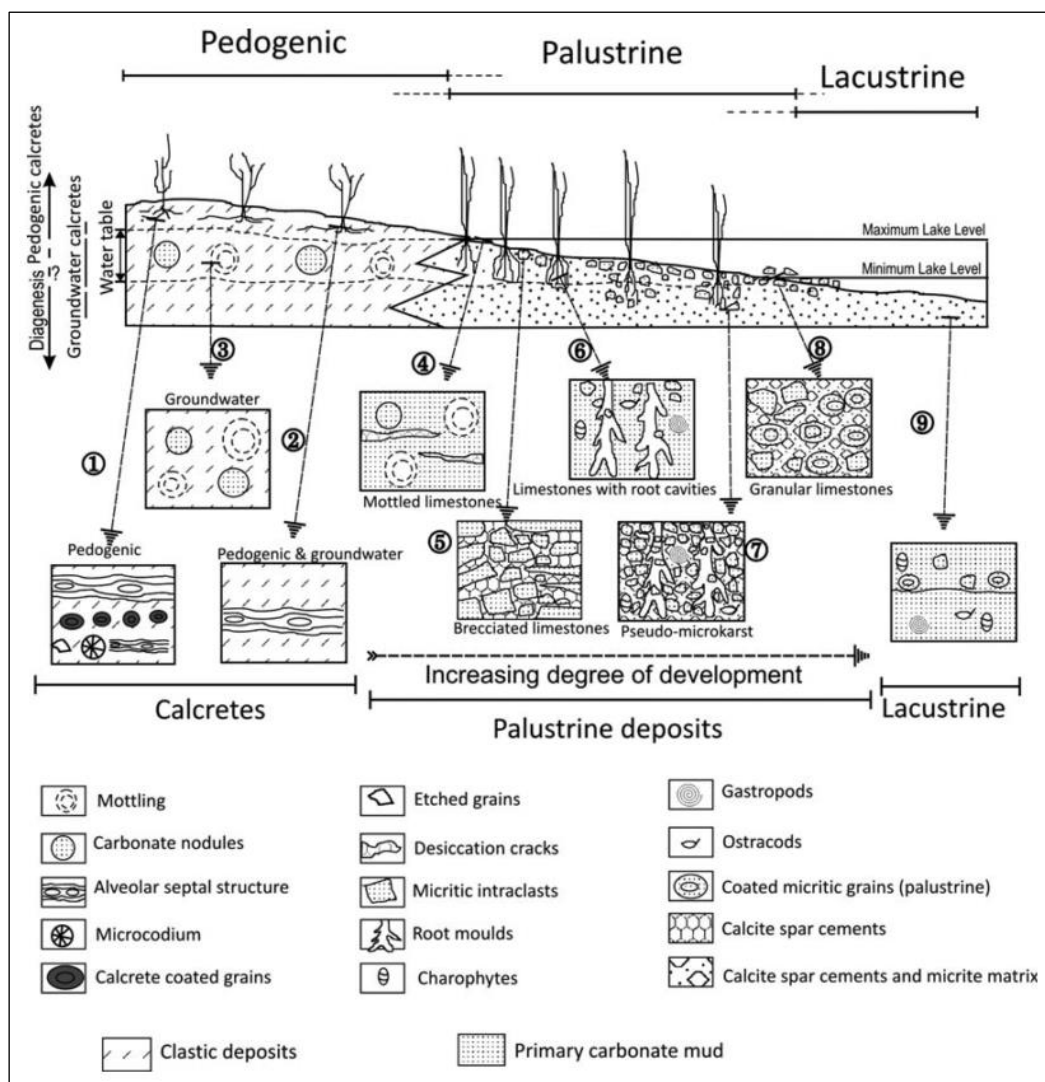 Pedogenic
Palustrine
Lacustrine
Diagenesis
Pedogenic calcretes
?
Groundwater calcretes
Water table
Maximum Lake Level
Minimum Lake Level
③
④
⑥
⑧
Groundwater
②
⑨
①
Mottled limestones
Limestones with root cavities
Granular limestones
Pedogenic
Pedogenic & groundwater
⑤
⑦
Brecciated limestones
Pseudo-microkarst
Increasing degree of development
Calcretes
Palustrine deposits
Lacustrine
Mottling
Etched grains
Gastropods
Carbonate nodules
Desiccation cracks
Ostracods
Alveolar septal structure
Micritic intraclasts
Coated micritic grains (palustrine)
Microcodium
Root moulds
Calcite spar cements
Calcrete coated grains
Charophytes
Calcite spar cements and micrite matrix
Clastic deposits
Primary carbonate mud